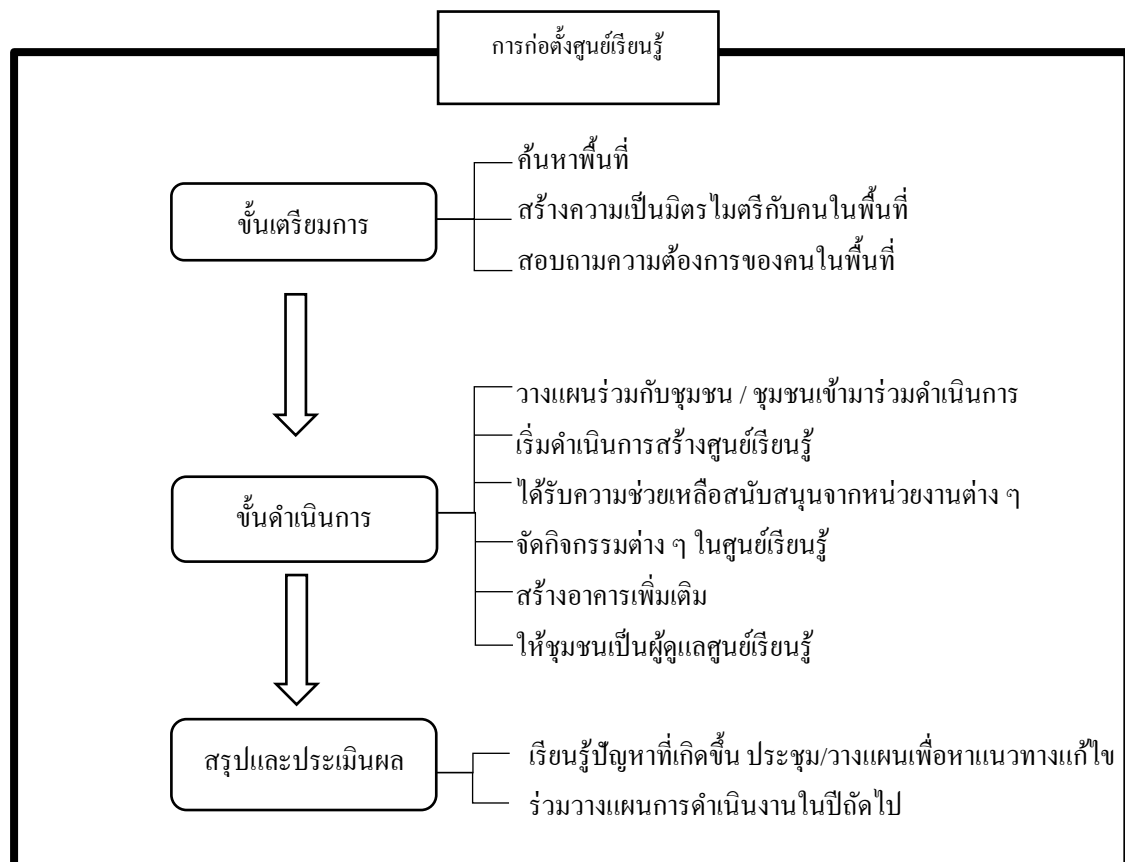 การก่อตั้งศูนย์เรียนรู้
ค้นหาพื้นที่
ขั้นเตรียมการ
สร้างความเป็นมิตรไมตรีกับคนในพื้นที่
สอบถามความต้องการของคนในพื้นที่
วางแผนร่วมกับชุมชน / ชุมชนเข้ามาร่วมดำเนินการ
เริ่มดำเนินการสร้างศูนย์เรียนรู้
ขั้นดำเนินการ
ได้รับความช่วยเหลือสนับสนุนจากหน่วยงานต่าง ๆ
จัดกิจกรรมต่าง ๆ ในศูนย์เรียนรู้
สร้างอาคารเพิ่มเติม
ให้ชุมชนเป็นผู้ดูแลศูนย์เรียนรู้
สรุปและประเมินผล
เรียนรู้ปัญหาที่เกิดขึ้น ประชุม/วางแผนเพื่อหาแนวทางแก้ไข
ร่วมวางแผนการดำเนินงานในปีถัดไป